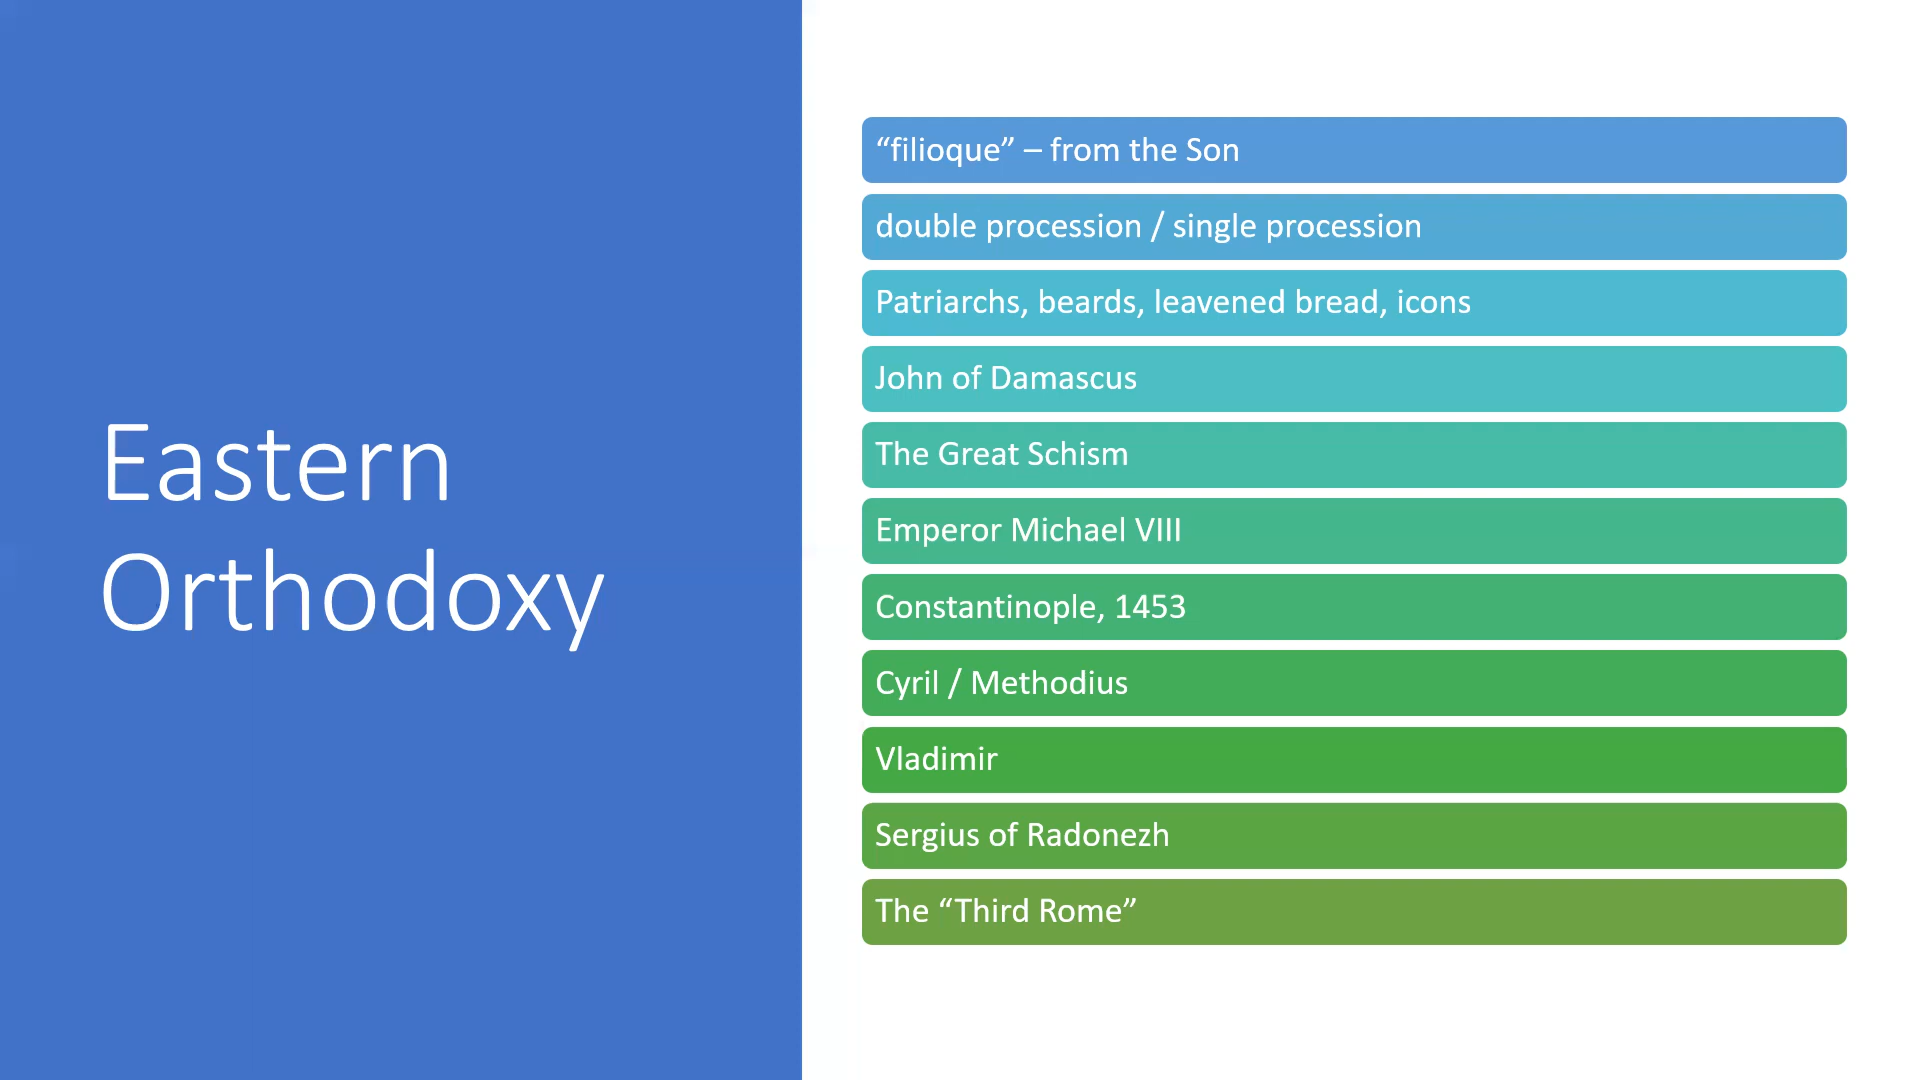 Eastern
Orthodoxy
“filioque” – from the Son
double procession / single procession
Patriarchs, beards, leavened bread, icons
John of Damascus
The Great Schism
Emperor Michael VIII
Constantinople, 1453
Cyril / Methodius
Vladimir
Sergius of Radonezh
The “Third Rome”